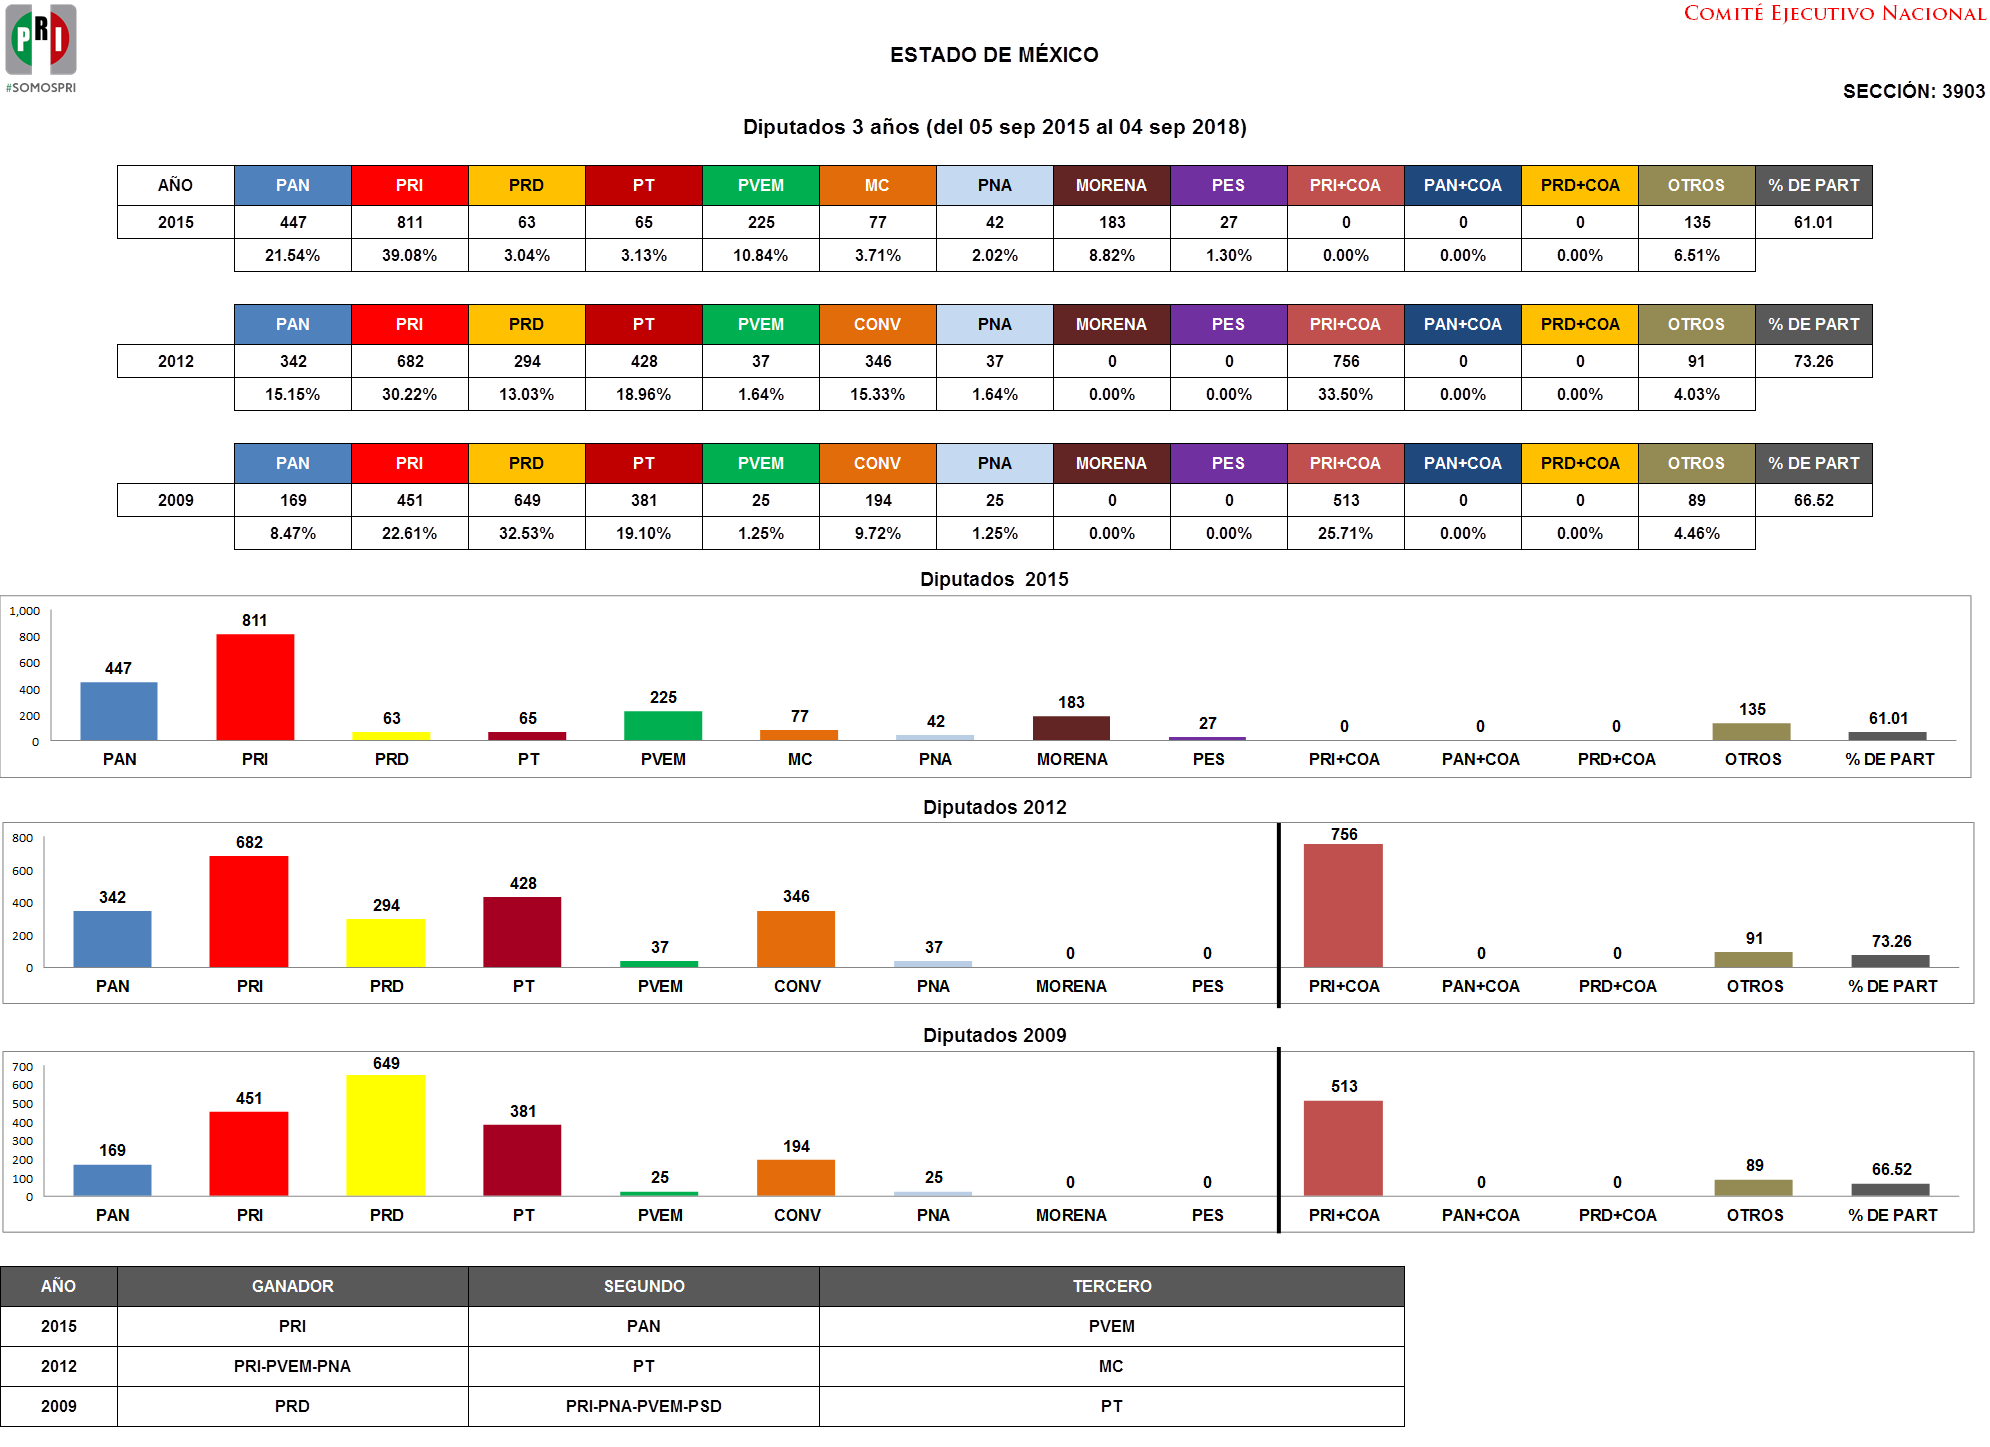 PRI
#SOMOSPRI
COMITÉ EJECUTIVO NACIONAL
ESTADO DE MÉXICO
SECCIÓN: 3903
Diputados 3 años (del 05 sep 2015 al 04 sep 2018)
AÑO PAN PRI PRD PT PVEM MC PNA MORENA PES PRI+COA PAN+COA PRD+COA OTROS % DE PART
2015 447 811 63 65 225 77 42 183 27 0 0 0 135 61.01
21.54% 39.08% 3.04% 3.13% 10.84% 3.71% 2.02% 8.82% 1.30% 0.00% 0.00% 0.00% 6.51%
PAN PRI PRD PT PVEM CONV PNA MORENA PES PRI+COA PAN+COA PRD+COA OTROS % DE PART
2012 342 682 294 428 37 346 37 0 0 756 0 0 91 73.26
15.15% 30.22% 13.03% 18.96% 1.64% 15.33% 1.64% 0.00% 0.00% 33.50% 0.00% 0.00% 4.03%
PAN PRI PRD PT PVEM CONV PNA MORENA PES PRI+COA PAN+COA PRD+COA OTROS % DE PART
2009 169 451 649 381 25 194 25 0 0 513 0 0 89 66.52
8.47% 22.61% 32.53% 19.10% 1.25% 9.72% 1.25% 0.00% 0.00% 25.71% 0.00% 0.00% 4.46%
Diputados 2015
1,000
800
600
400
200
0
447 811 63 65 225 77 42 183 27 0 0 0 135 61.01
PAN PRI PRD PT PVEM MC PNA MORENA PES PRI+COA PAN+COA PRD+COA OTROS % DE PART
Diputados 2012
800
600
400
200
0
342 682 294 428 37 346 37 0 0 756 0 0 91 73.26
PAN PRI PRD PT PVEM CONV PNA MORENA PES PRI+COA PAN+COA PRD+COA OTROS % DE PART
Diputados 2009
700
600
500
400
300
200
100
0
169 451 649 381 25 194 25 0 0 513 0 0 89 66.52
PAN PRI PRD PT PVEM CONV PNA MORENA PES PRI+COA PAN+COA PRD+COA OTROS % DE PART
AÑO GANADOR SEGUNDO TERCERO
2015 PRI PAN PVEM
2012 PRI-PVEM-PNA PT MC
2009 PRD PRI-PNA-PVEM-PSD PT